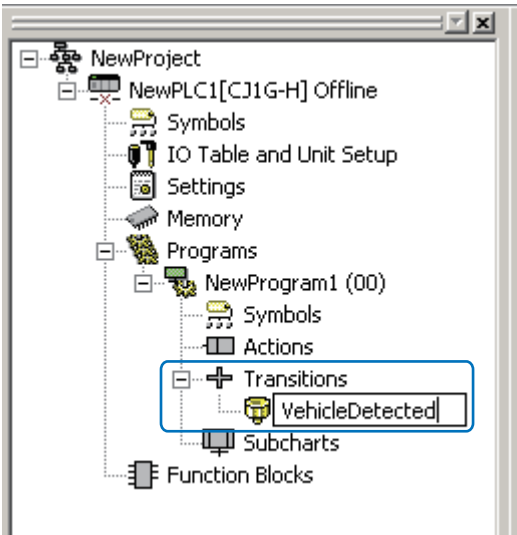 NewProject
NewPLC1[CJ1G-H] Offline
Symbols
IO Table and Unit Setup
Settings
Memory
Programs
NewProgram1 (00)
Symbols
Actions
Transitions
VehicleDetected
Subcharts
Function Blocks